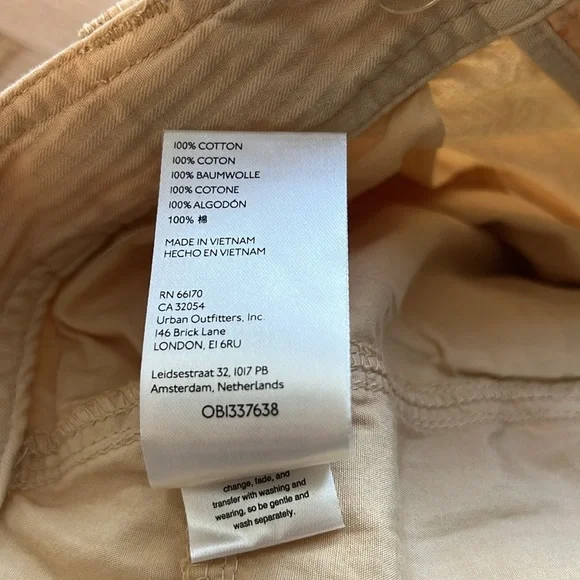 100% COTTON
100% COTON
100% BAUMWOLLE
100% COTONE
100% ALGODÓN
100% 棉
MADE IN VIETNAM
HECHO EN VIETNAM
RN 66170
CA 32054
Urban Outfitters, Inc.
146 Brick Lane
LONDON, E1 6RU
Leidsestraat 32, 1017 PB
Amsterdam, Netherlands
OB1337638
change, fade, and
transfer with washing and
wearing, so be gentle and
wash separately.